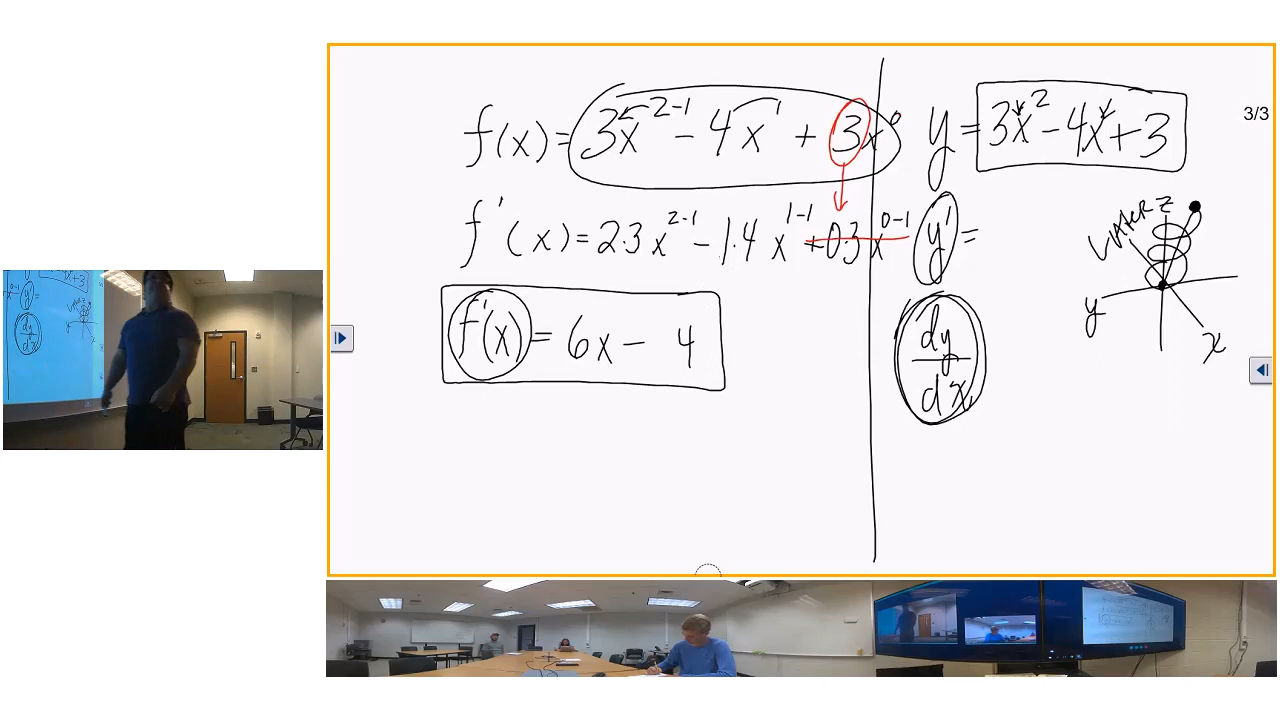 f(x) = 3x^{2-1} - 4x^1 + 3x^0
f'(x) = 2·3x^{2-1} - 1·4x^{1-1} + 0·3x^{0-1}
f'(x) = 6x - 4
y = 3x^2 - 4x + 3
3/3
y' =
z
y
x
dy
dx